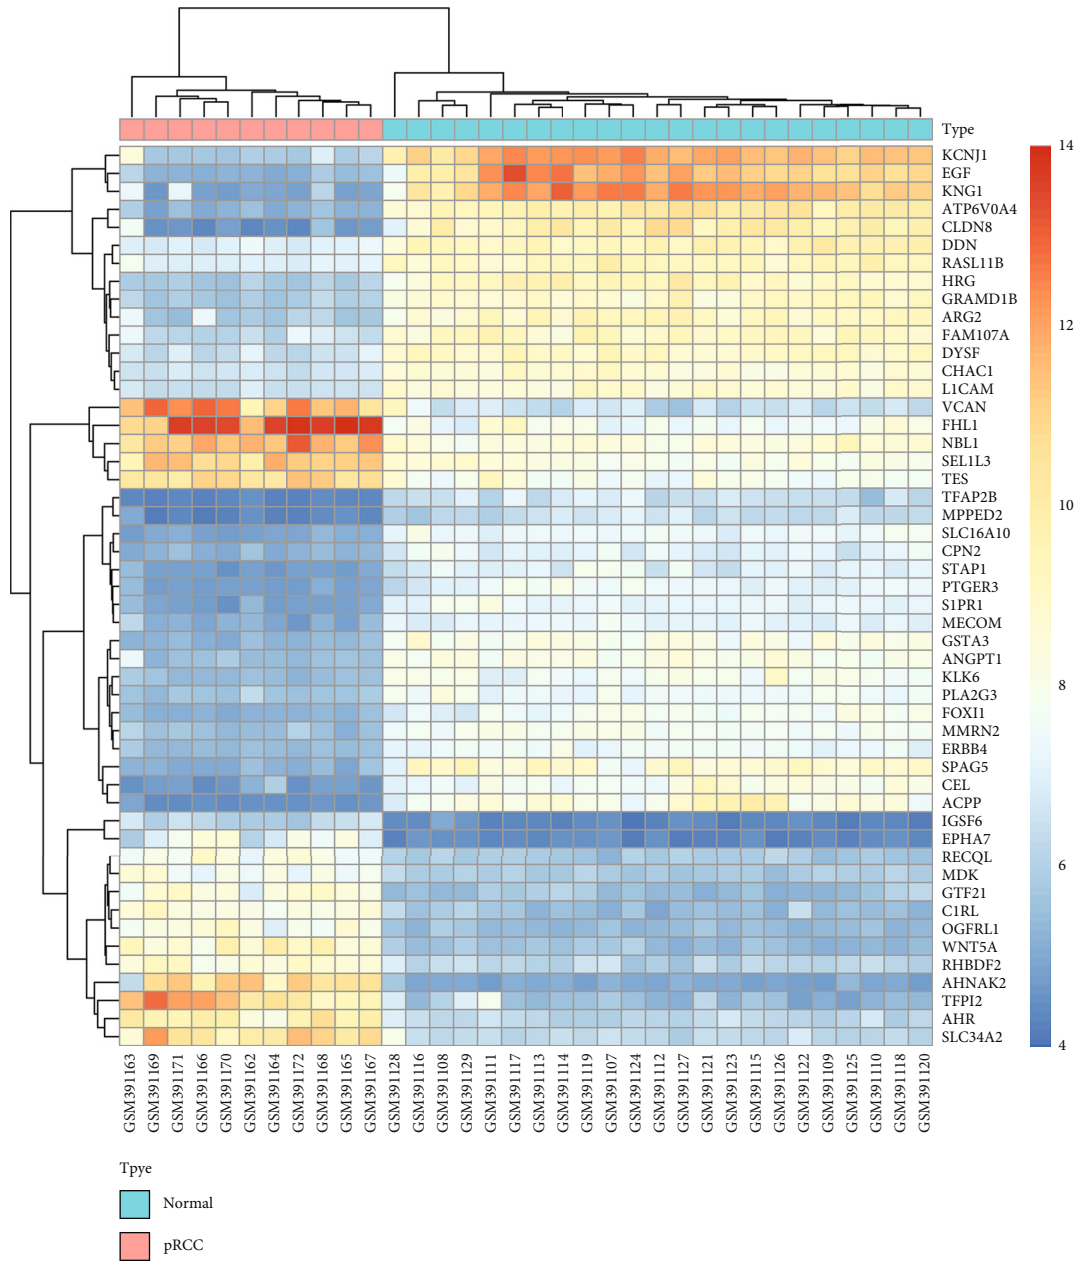 Type
KCNJ1
EGF
KNG1
ATP6V0A4
CLDN8
DDN
RASL11B
HRG
GRAMD1B
ARG2
FAM107A
DYSF
CHAC1
L1CAM
VCAN
FHL1
NBL1
SEL1L3
TES
TFAP2B
MPPED2
SLC16A10
CPN2
STAP1
PTGER3
S1PR1
MECOM
GSTA3
ANGPT1
KLK6
PLA2G3
FOXI1
MMRN2
ERBB4
SPAG5
CEL
ACPP
IGSF6
EPHA7
RECQL
MDK
GTF21
C1RL
OGFRL1
WNT5A
RHBDF2
AHNAK2
TFPI2
AHR
SLC34A2
14
12
10
8
6
4
GSM391163
GSM391169
GSM391171
GSM391166
GSM391170
GSM391162
GSM391164
GSM391172
GSM391168
GSM391165
GSM391167
GSM391128
GSM391116
GSM391108
GSM391129
GSM391111
GSM391117
GSM391113
GSM391114
GSM391119
GSM391107
GSM391124
GSM391112
GSM391127
GSM391121
GSM391123
GSM391115
GSM391126
GSM391122
GSM391109
GSM391125
GSM391110
GSM391118
GSM391120
Tpye
Normal
pRCC